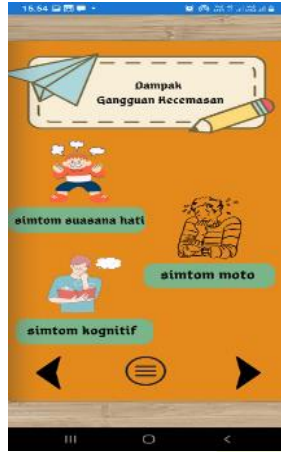 15.54
Dampak
Gangguan Kecemasan
simtom suasana hati
simtom moto
simtom kognitif